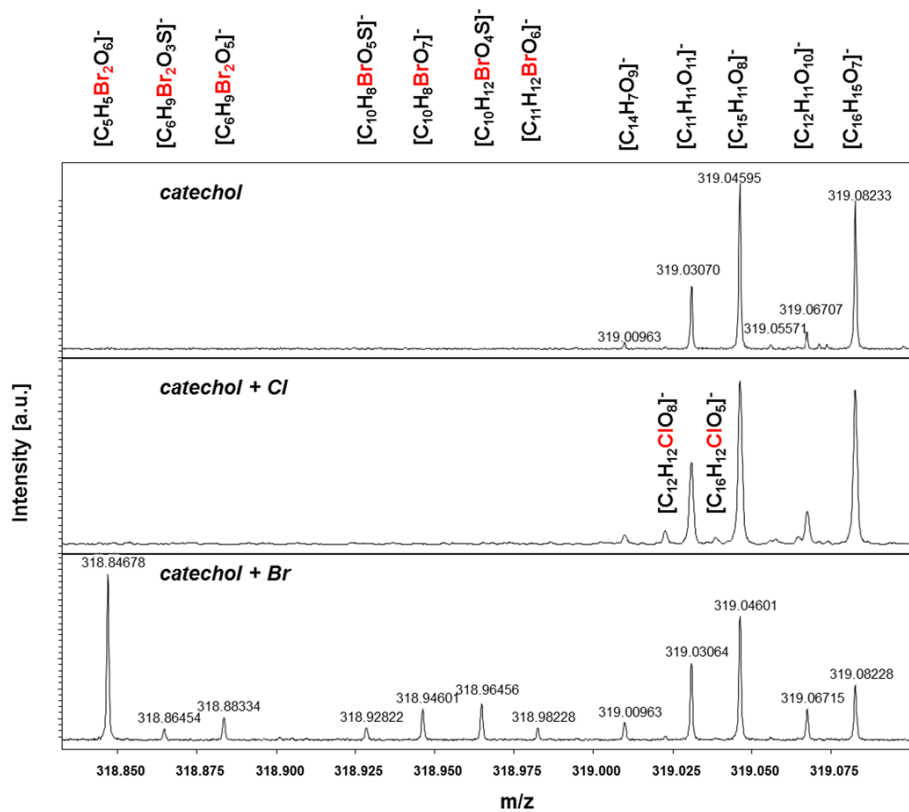 [C₅H₅Br₂O₆]⁻
[C₆H₉Br₂O₃S]⁻
[C₆H₉Br₂O₅]⁻
[C₁₀H₈BrO₅S]⁻
[C₁₀H₈BrO₇]⁻
[C₁₀H₁₂BrO₄S]⁻
[C₁₁H₁₂BrO₆]⁻
[C₁₄H₇O₉]⁻
[C₁₁H₁₁O₁₁]⁻
[C₁₅H₁₁O₈]⁻
[C₁₂H₁₁O₁₀]⁻
[C₁₆H₁₅O₇]⁻
catechol
319.00963
319.03070
319.04595
319.05571
319.06707
319.08233
catechol + Cl
[C₁₂H₁₂ClO₈]⁻
[C₁₆H₁₂ClO₅]⁻
catechol + Br
318.84678
318.86454
318.88334
318.92822
318.94601
318.96456
318.98228
319.00963
319.03064
319.04601
319.06715
319.08228
Intensity [a.u.]
318.850 318.875 318.900 318.925 318.950 318.975 319.000 319.025 319.050 319.075
m/z